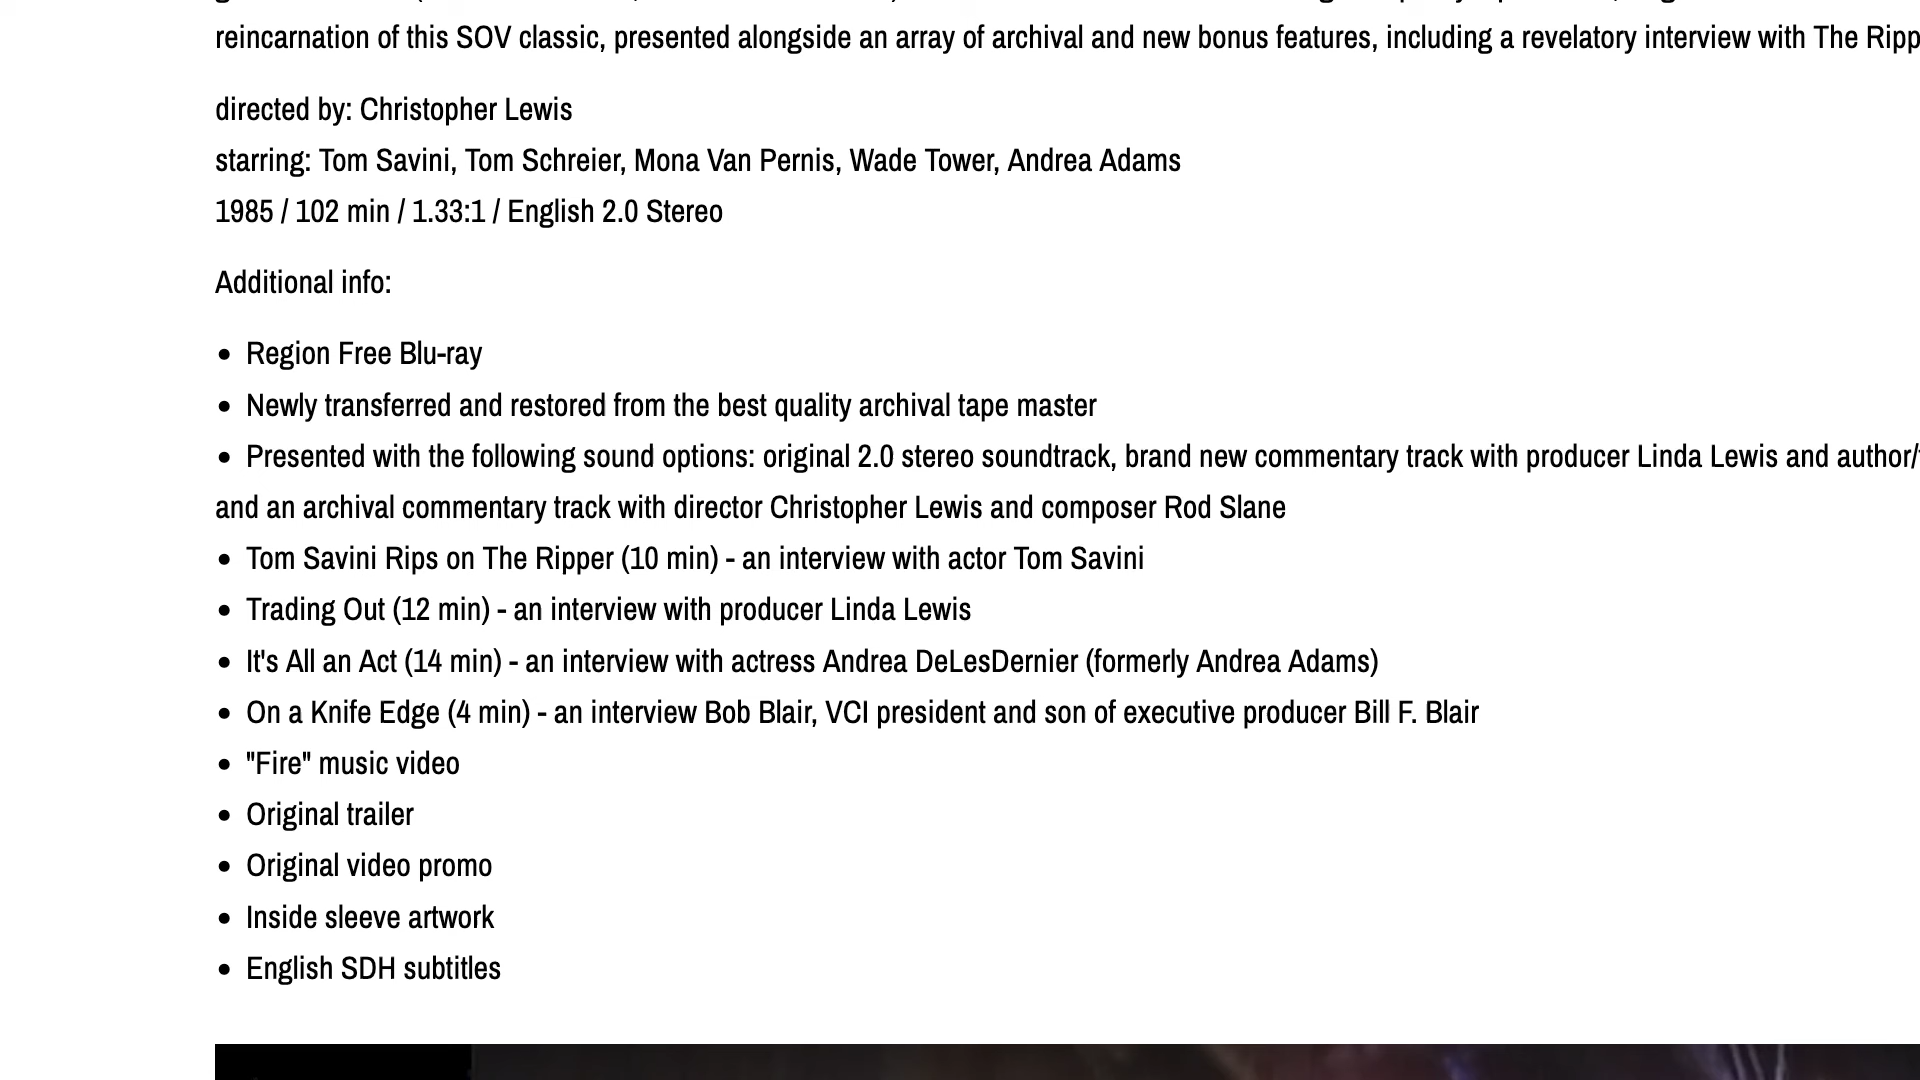 reincarnation of this SOV classic, presented alongside an array of archival and new bonus features, including a revelatory interview with The
directed by: Christopher Lewis
starring: Tom Savini, Tom Schreier, Mona Van Pernis, Wade Tower, Andrea Adams
1985 / 102 min / 1.33:1 / English 2.0 Stereo
Additional info:
• Region Free Blu-ray
• Newly transferred and restored from the best quality archival tape master
• Presented with the following sound options: original 2.0 stereo soundtrack, brand new commentary track with producer Linda Lewis and author/
and an archival commentary track with director Christopher Lewis and composer Rod Slane
• Tom Savini Rips on The Ripper (10 min) - an interview with actor Tom Savini
• Trading Out (12 min) - an interview with producer Linda Lewis
• It's All an Act (14 min) - an interview with actress Andrea DeLesDernier (formerly Andrea Adams)
• On a Knife Edge (4 min) - an interview Bob Blair, VCI president and son of executive producer Bill F. Blair
• "Fire" music video
• Original trailer
• Original video promo
• Inside sleeve artwork
• English SDH subtitles